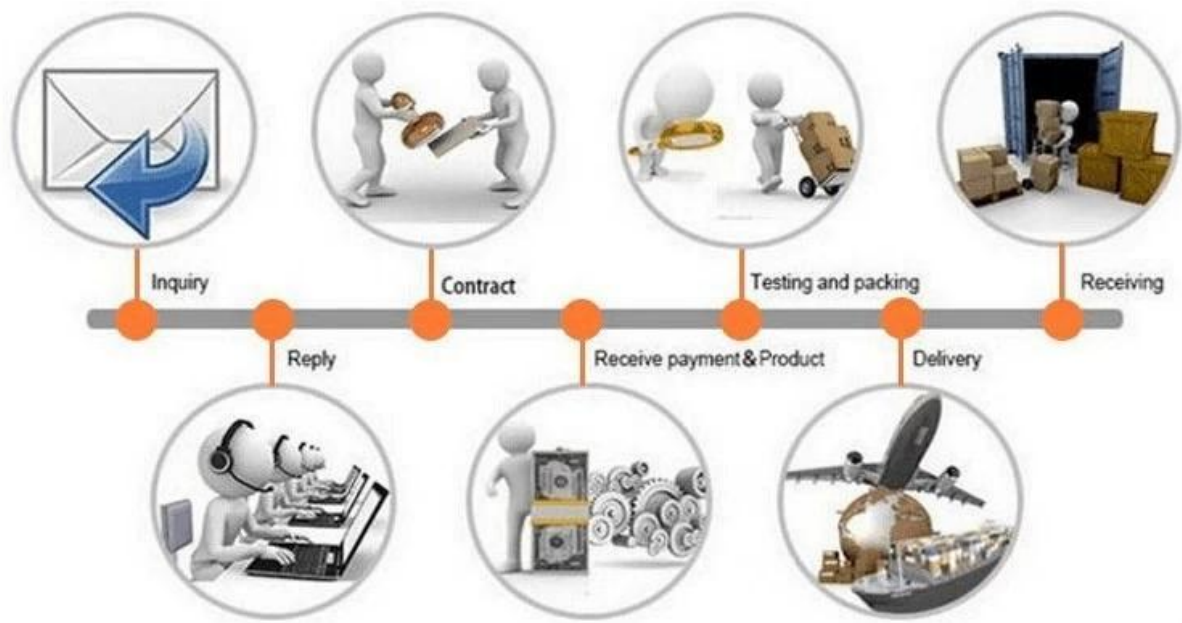 Inquiry
Reply
Contract
Receive payment&Product
Testing and packing
Delivery
Receiving